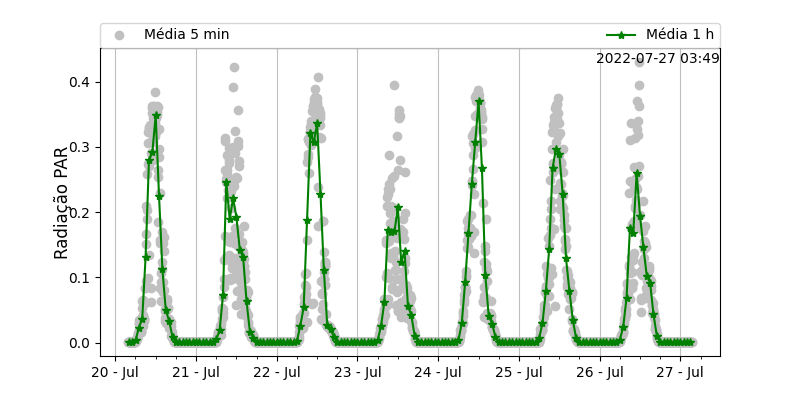 Média 5 min Média 1 h
2022-07-27 03:49
Radiação PAR
0.4
0.3
0.2
0.1
0.0
20 - Jul 21 - Jul 22 - Jul 23 - Jul 24 - Jul 25 - Jul 26 - Jul 27 - Jul